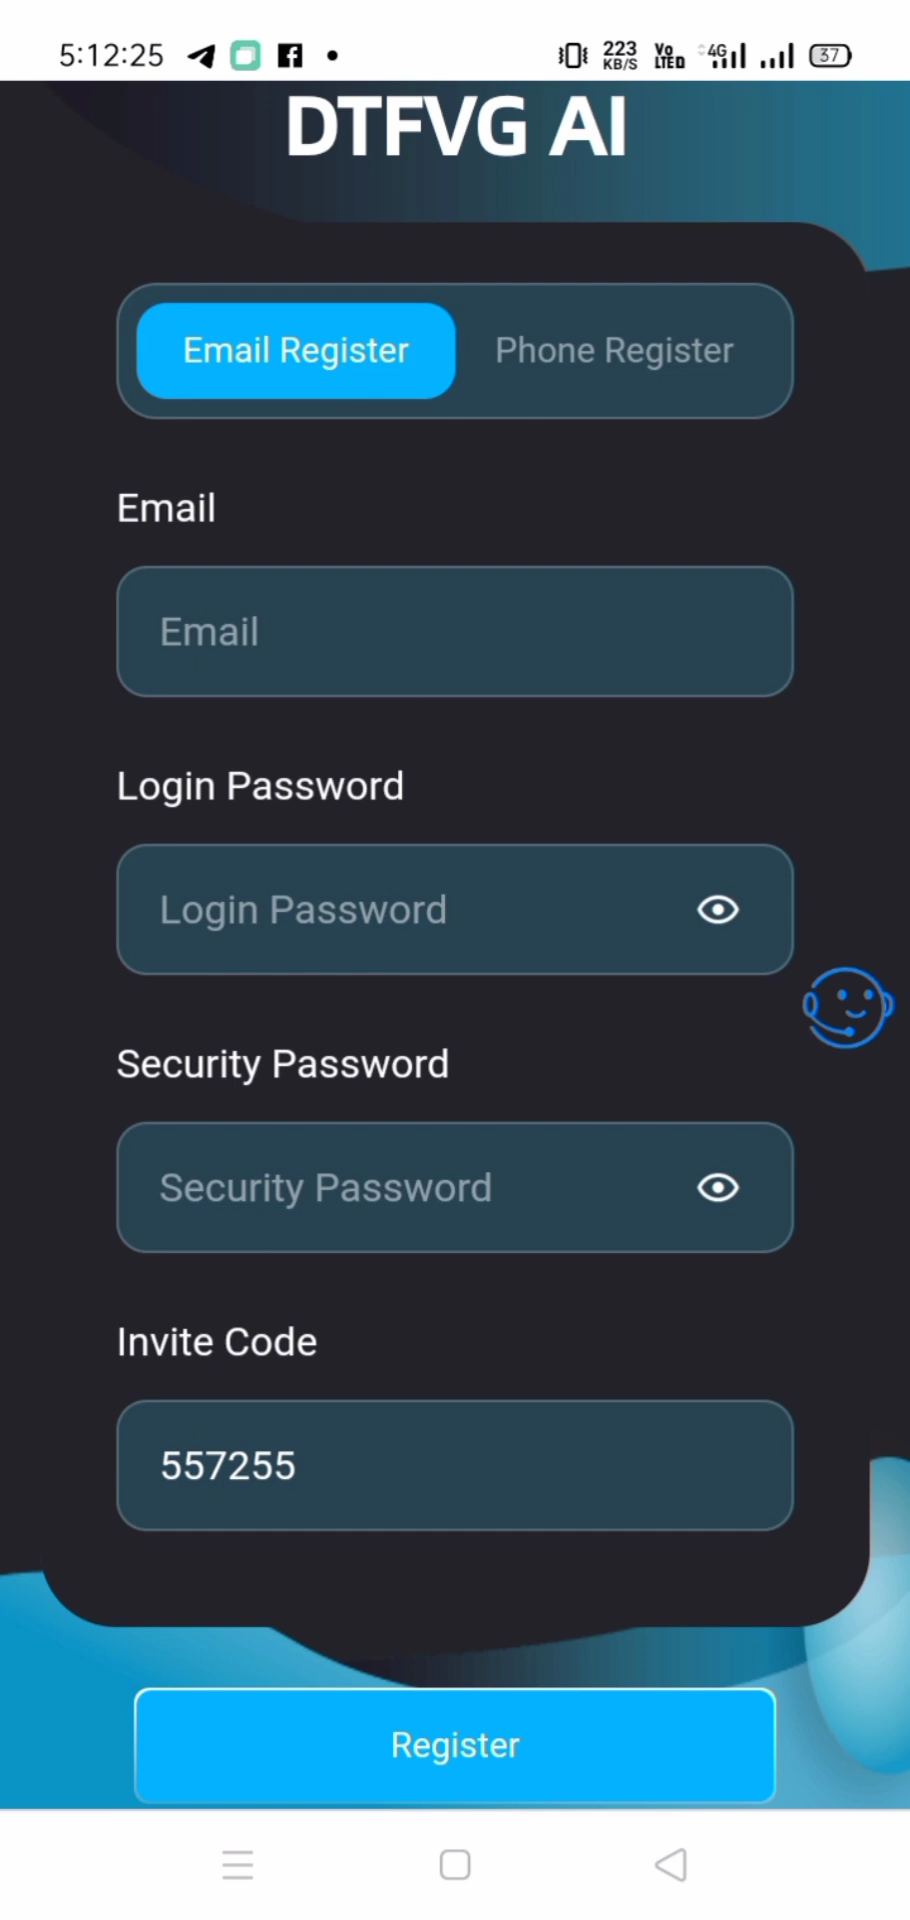 5:12:25 223 KB/S Vo LTED 4G 37
DTFVG AI
Email Register Phone Register
Email
Email
Login Password
Login Password
Security Password
Security Password
Invite Code
557255
Register